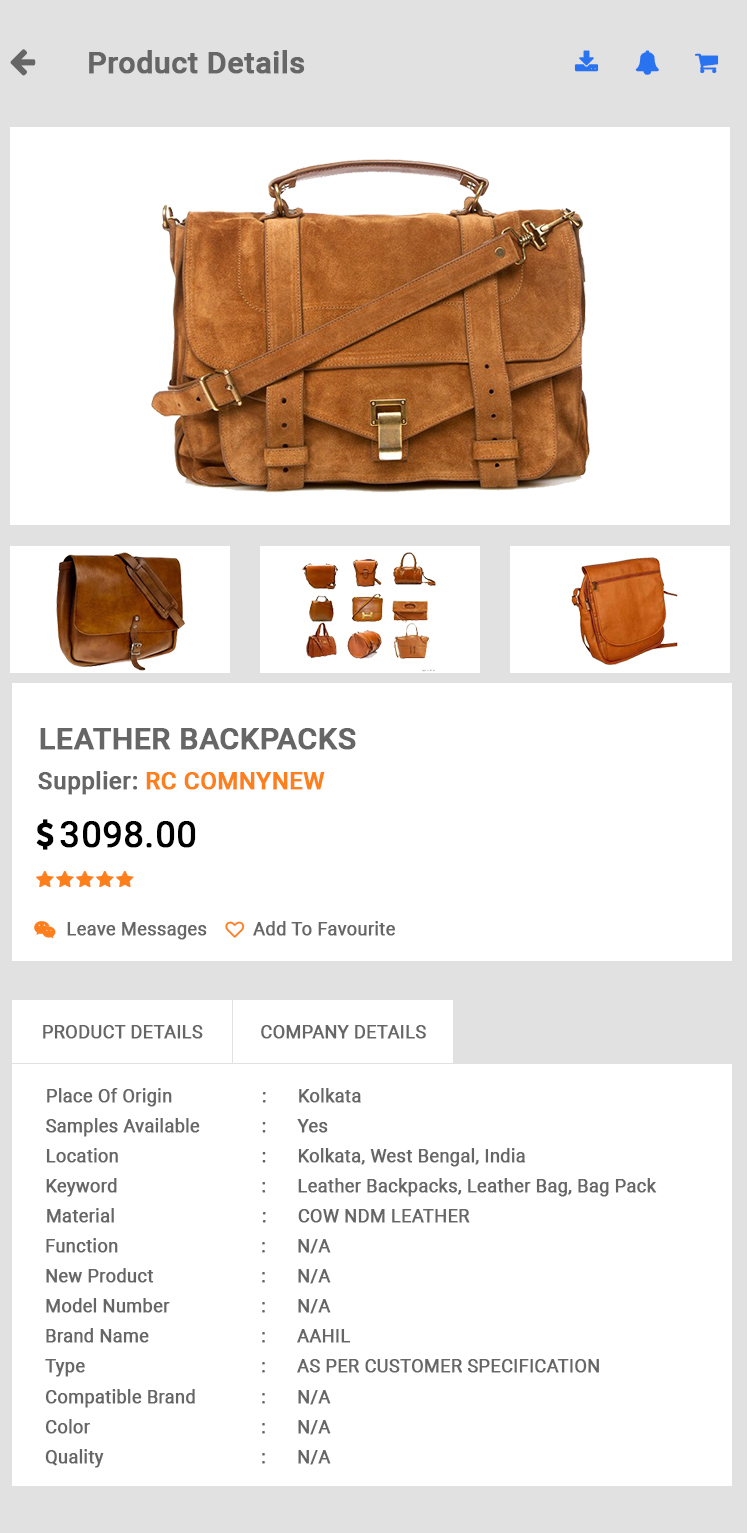 Product Details
LEATHER BACKPACKS
Supplier: RC COMNYNEW
$3098.00
Leave Messages Add To Favourite
PRODUCT DETAILS COMPANY DETAILS
Place Of Origin : Kolkata
Samples Available : Yes
Location : Kolkata, West Bengal, India
Keyword : Leather Backpacks, Leather Bag, Bag Pack
Material : COW NDM LEATHER
Function : N/A
New Product : N/A
Model Number : N/A
Brand Name : AAHIL
Type : AS PER CUSTOMER SPECIFICATION
Compatible Brand : N/A
Color : N/A
Quality : N/A